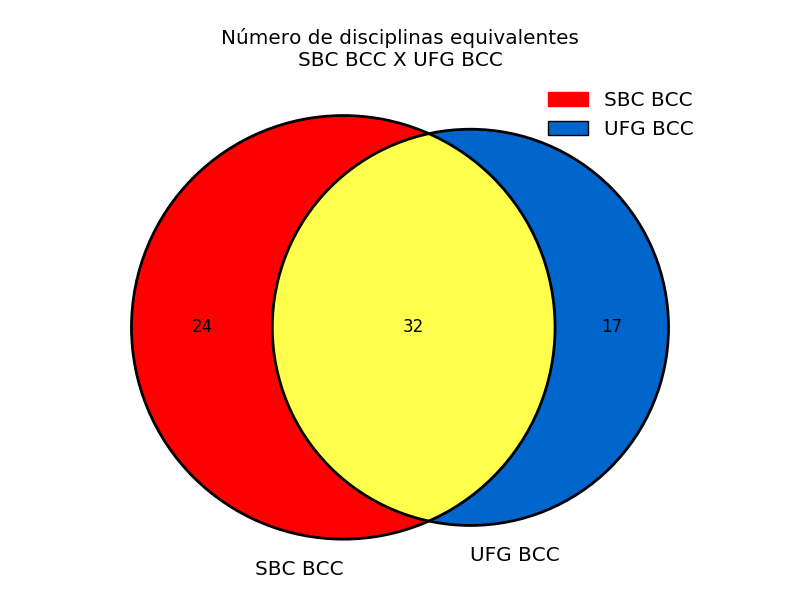 Número de disciplinas equivalentes
SBC BCC X UFG BCC
SBC BCC
UFG BCC
24
32
17
SBC BCC
UFG BCC